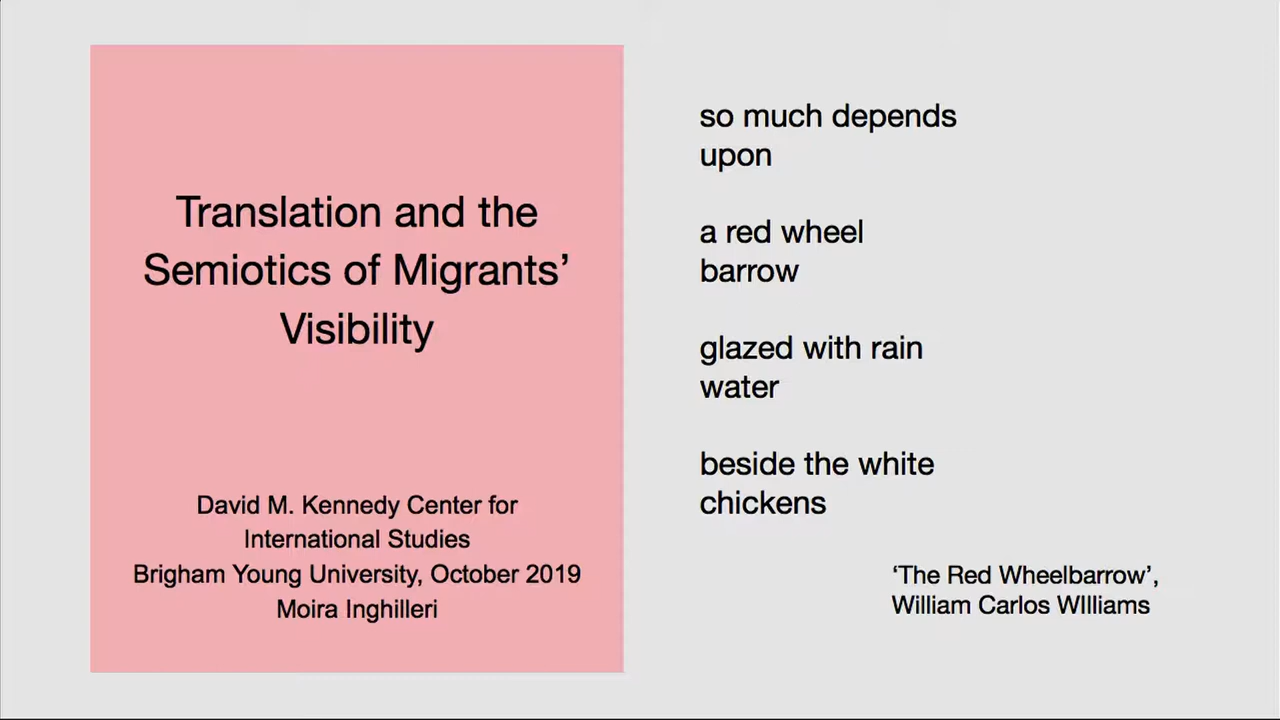 Translation and the
Semiotics of Migrants’
Visibility
David M. Kennedy Center for
International Studies
Brigham Young University, October 2019
Moira Inghilleri
so much depends
upon
a red wheel
barrow
glazed with rain
water
beside the white
chickens
‘The Red Wheelbarrow’,
William Carlos WIlliams